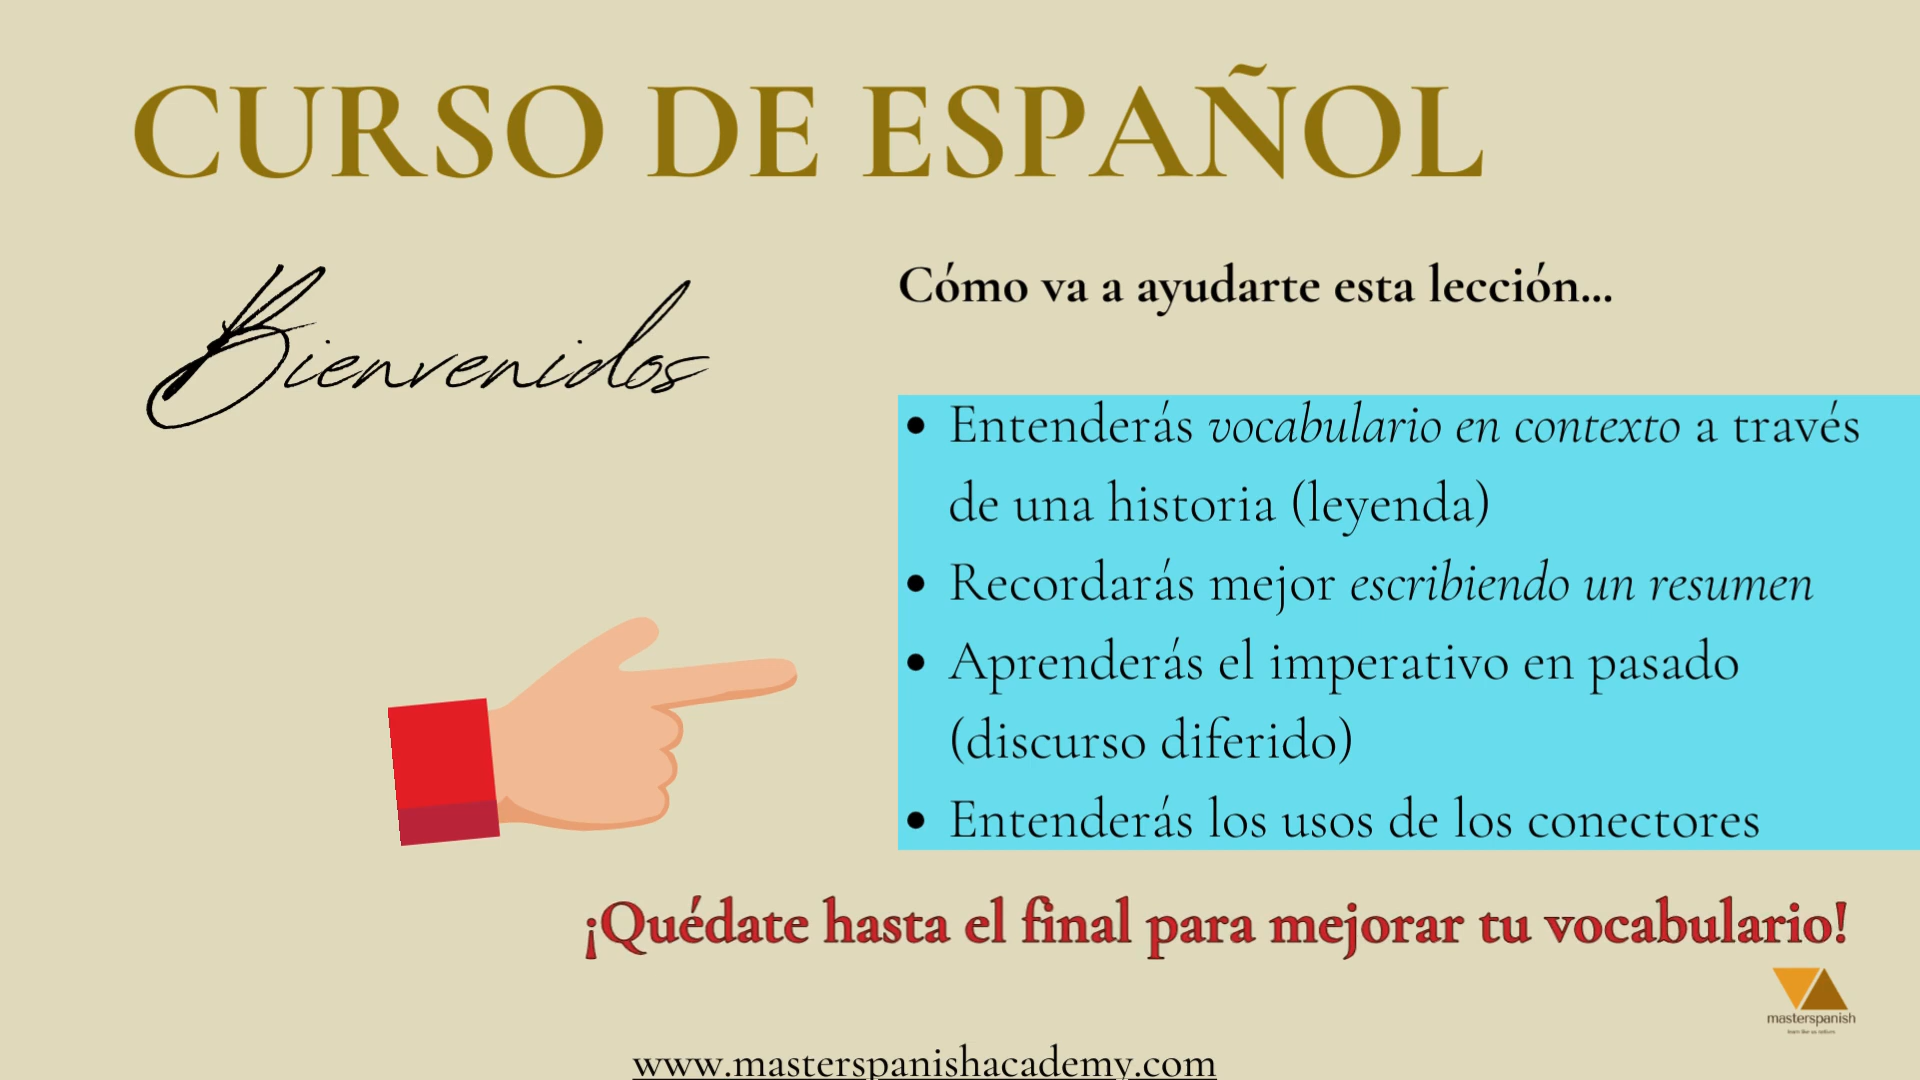 CURSO DE ESPAÑOL
Bienvenidos
Cómo va a ayudarte esta lección...
• Entenderás vocabulario en contexto a través
de una historia (leyenda)
• Recordarás mejor escribiendo un resumen
• Aprenderás el imperativo en pasado
(discurso diferido)
• Entenderás los usos de los conectores
¡Quédate hasta el final para mejorar tu vocabulario!
masterspanish
www.masterspanishacademy.com